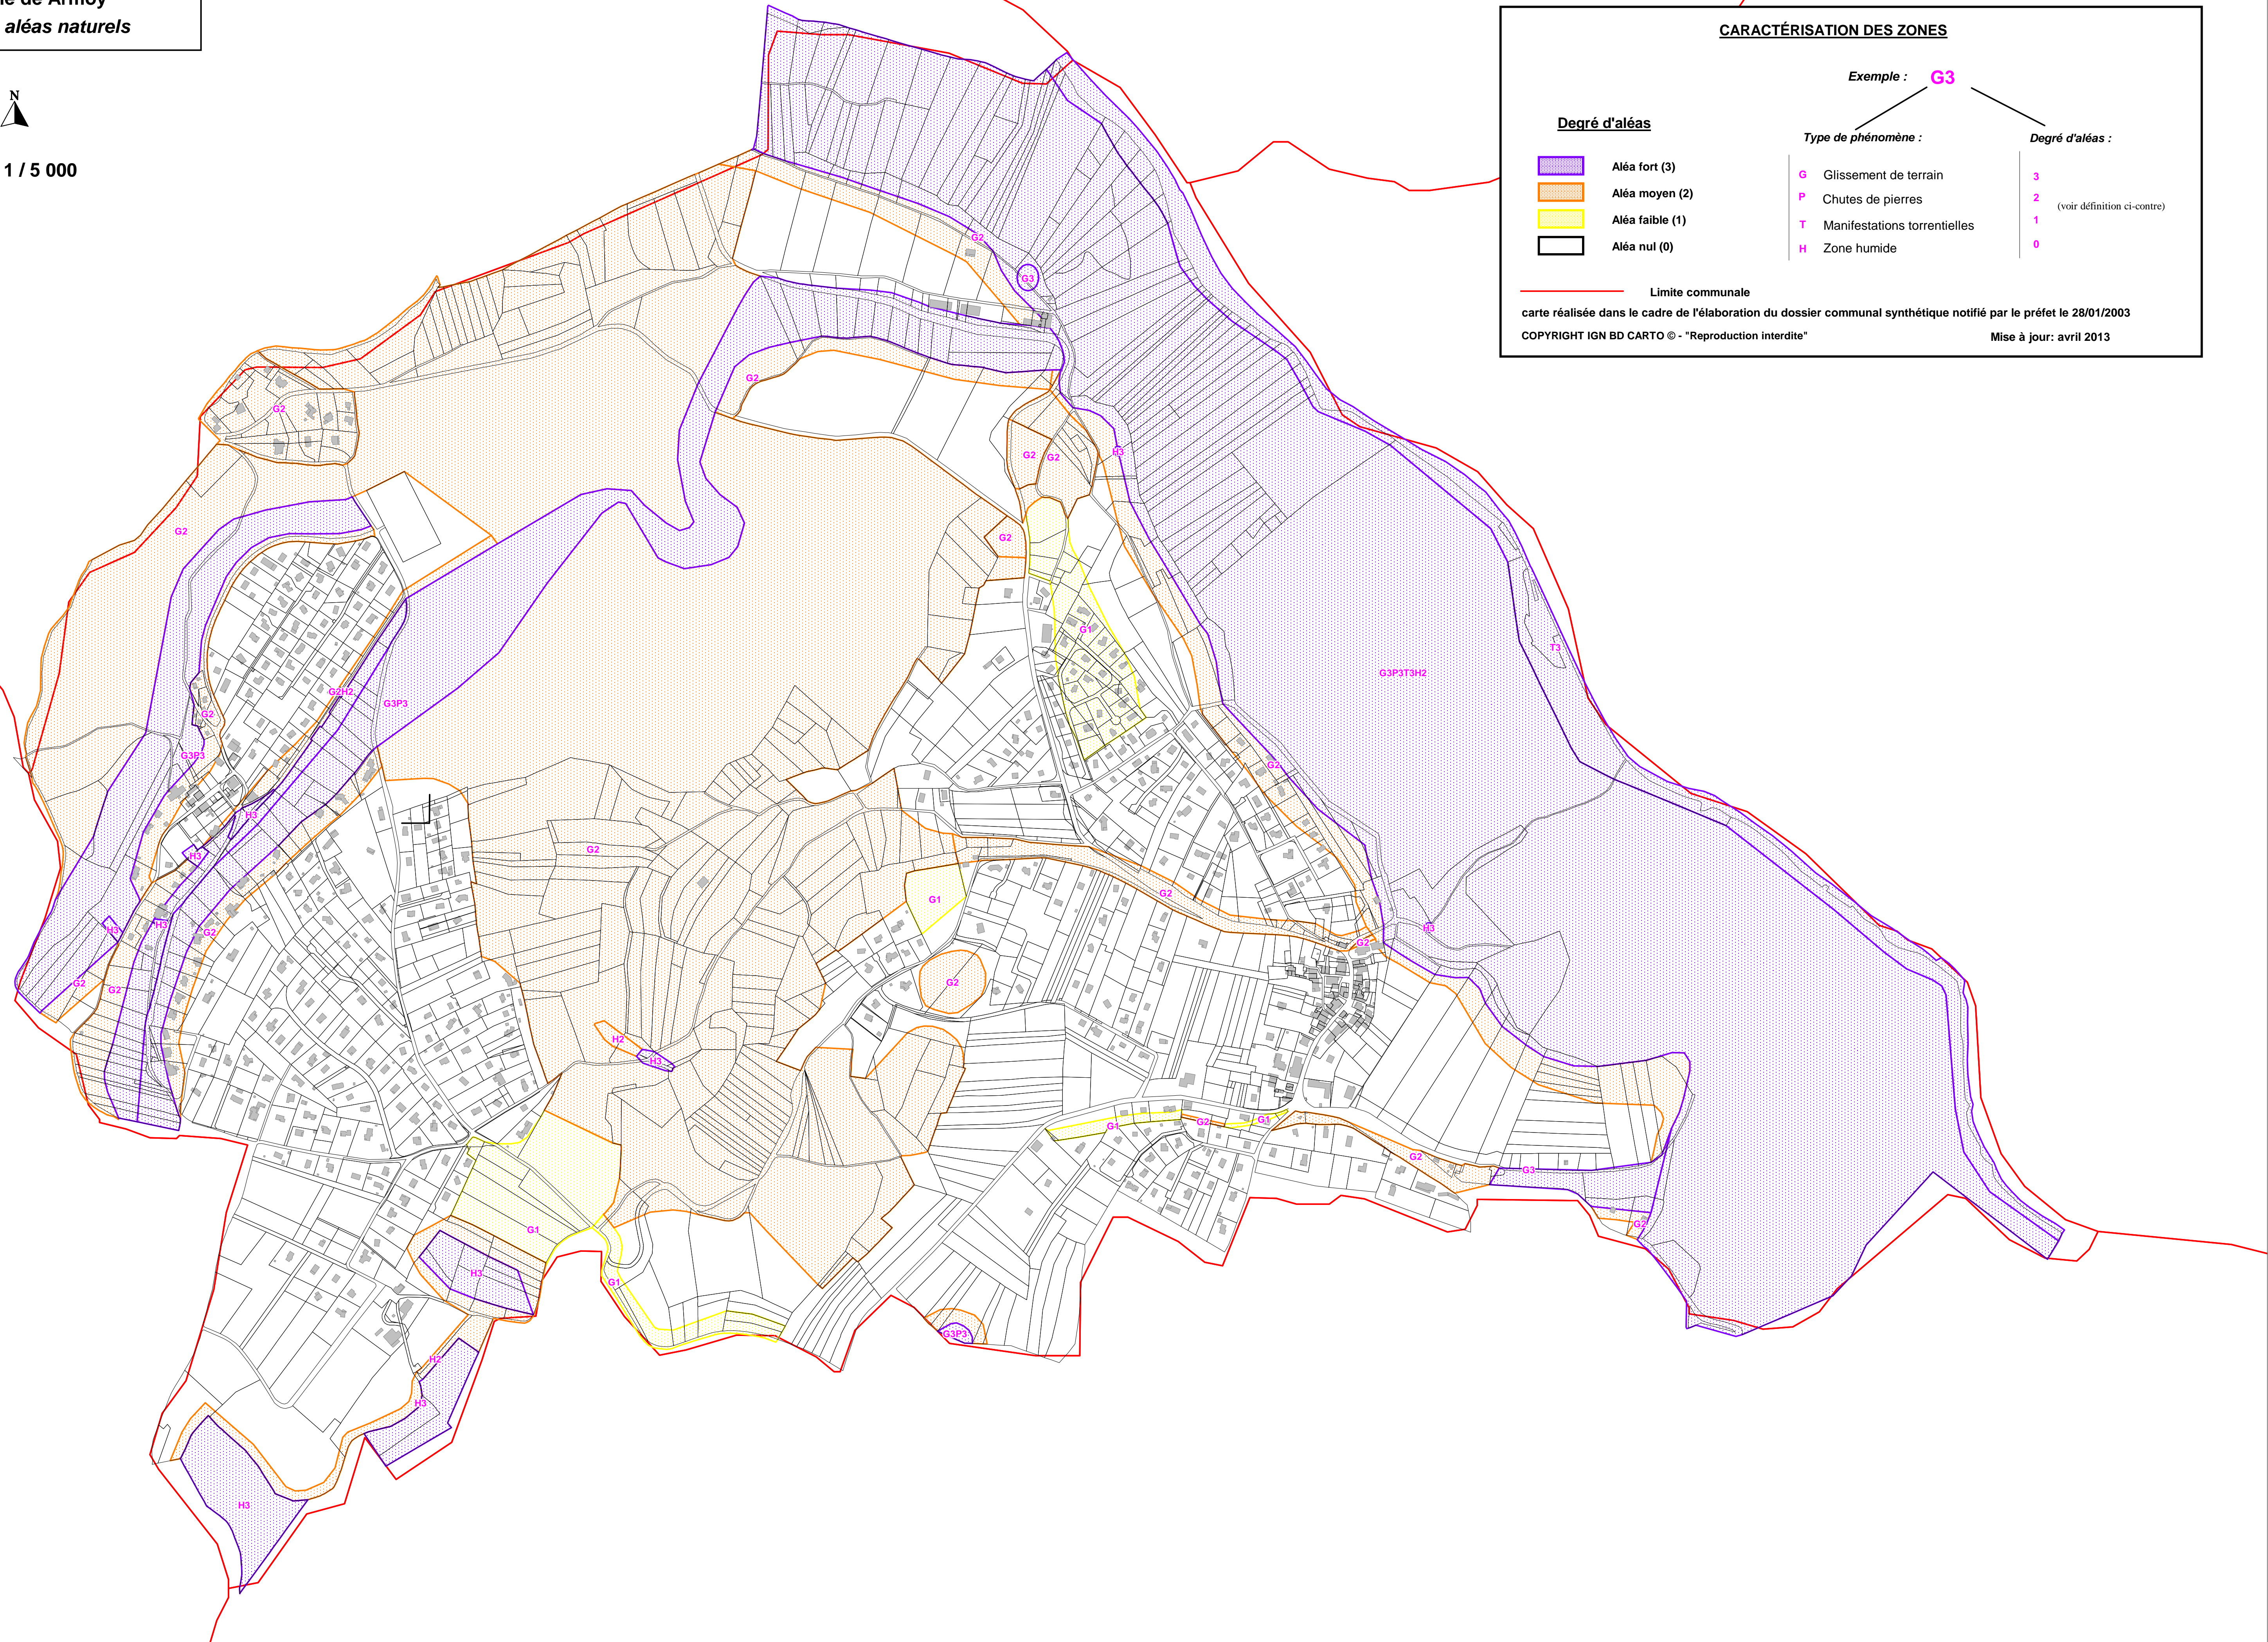 ne de Armoy
aléas naturels
N
1 / 5 000
CARACTÉRISATION DES ZONES
Exemple : G3
Degré d'aléas
Type de phénomène :
Degré d'aléas :
Aléa fort (3)
Aléa moyen (2)
Aléa faible (1)
Aléa nul (0)
G Glissement de terrain
P Chutes de pierres
T Manifestations torrentielles
H Zone humide
3
2
1
0
(voir définition ci-contre)
Limite communale
carte réalisée dans le cadre de l'élaboration du dossier communal synthétique notifié par le préfet le 28/01/2003
COPYRIGHT IGN BD CARTO © - "Reproduction interdite"
Mise à jour: avril 2013
G2
G3
G2
G2
H3
G2
G2
G2
G2
G1
T3
G3P3T3H2
G2H2
G3P3
G2
G3P3
G2
H3
G2
H3
G1
G2
H3
H3
G2
H3
G2
G2
G2
G2
H2
H3
G1
G2
G1
G2
G3
G2
G1
H3
G1
G3P3
H2
H3
H3